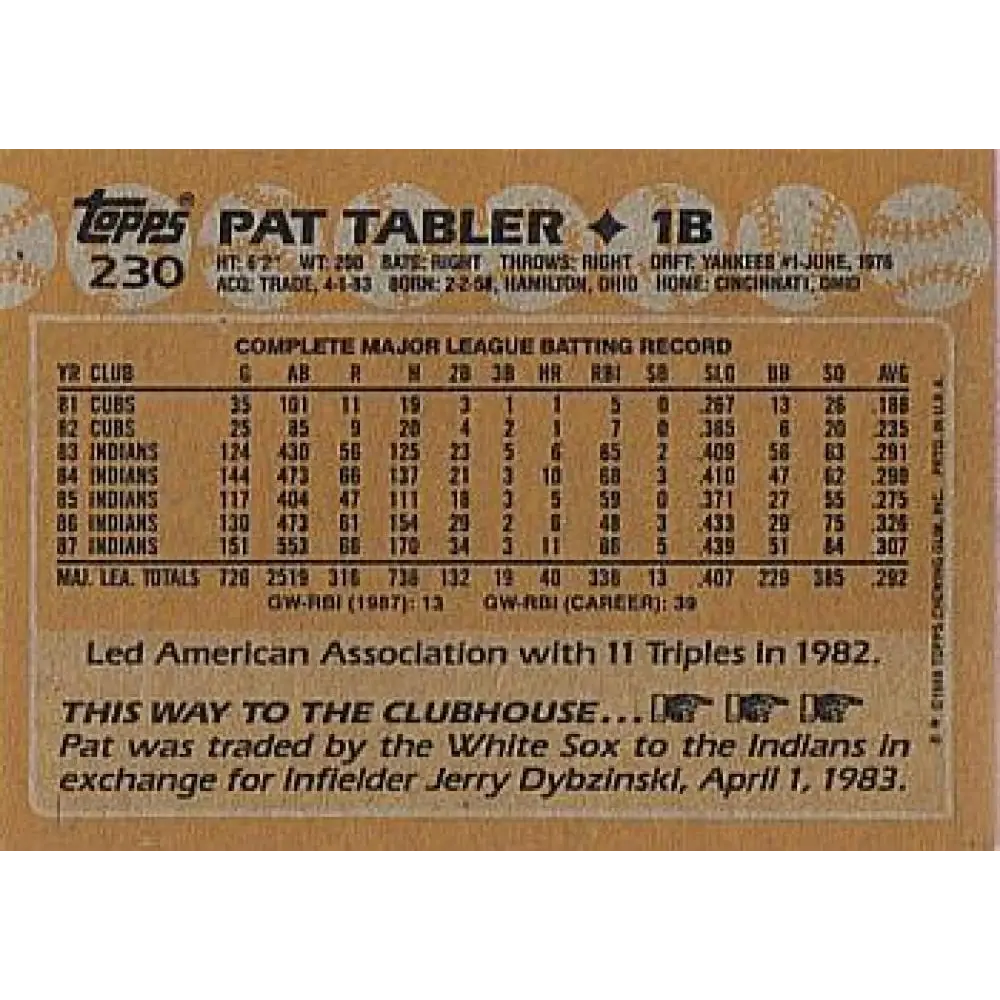 Topps® PAT TABLER ✦ 1B
230 HT: 6'2" WT: 200 BATS: RIGHT THROWS: RIGHT DRFT: YANKEES #1-JUNE, 1976
ACQ: TRADE, 4-1-83 BORN: 2-2-58, HAMILTON, OHIO HOME: CINCINNATI, OHIO
COMPLETE MAJOR LEAGUE BATTING RECORD
YR CLUB G AB R H 2B 3B HR RBI SB SLG BB SO AVG
81 CUBS 35 101 11 19 3 1 1 5 0 .267 13 26 .188
82 CUBS 25 85 9 20 4 2 1 7 0 .365 6 20 .235
83 INDIANS 124 430 56 125 23 5 6 65 2 .409 56 63 .291
84 INDIANS 144 473 66 137 21 3 10 68 3 .410 47 62 .290
85 INDIANS 117 404 47 111 18 3 5 59 0 .371 27 55 .275
86 INDIANS 130 473 61 154 29 2 6 48 3 .433 29 75 .326
87 INDIANS 151 553 66 170 34 3 11 86 5 .439 51 84 .307
MAJ. LEA. TOTALS 726 2519 316 736 132 19 40 338 13 .407 229 385 .292
GW-RBI (1987): 13 GW-RBI (CAREER): 39
Led American Association with 11 Triples in 1982.
THIS WAY TO THE CLUBHOUSE...
Pat was traded by the White Sox to the Indians in
exchange for infielder Jerry Dybzinski, April 1, 1983.
©1988 TOPPS CHEWING GUM, INC. PRTD. IN U.S.A.